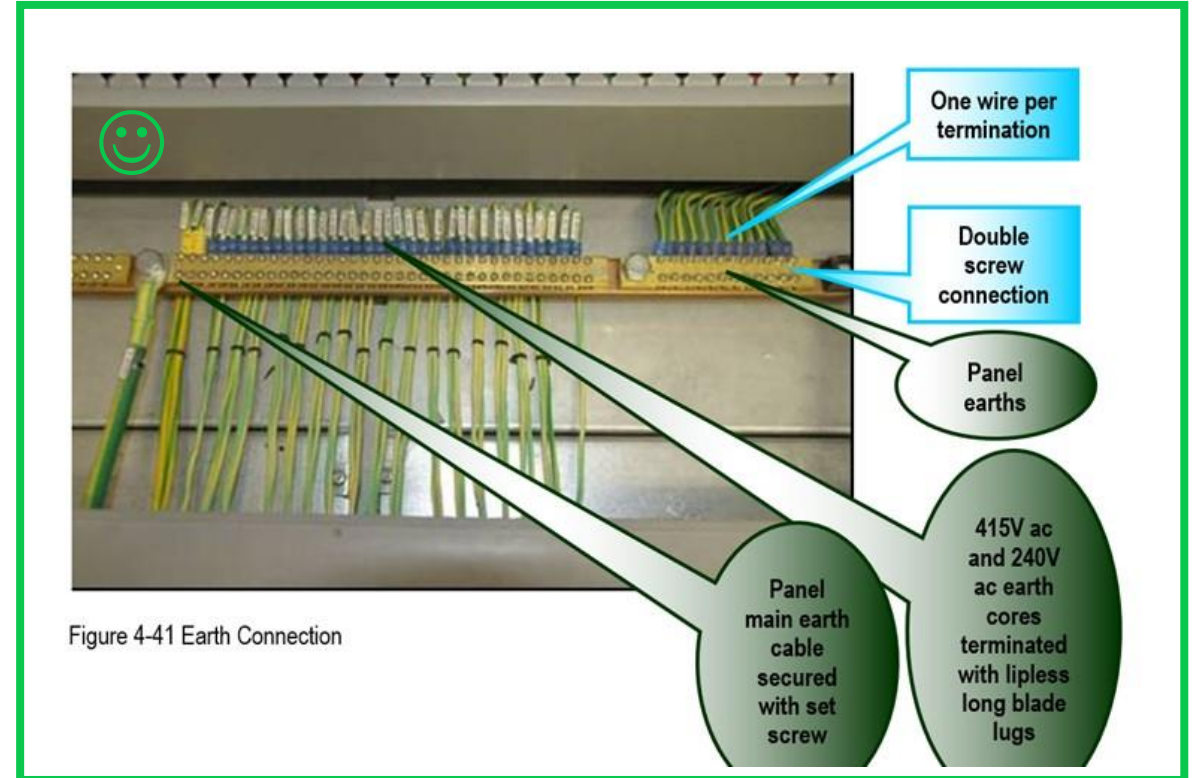 One wire per
termination
Double
screw
connection
Panel
earths
415V ac
and 240V
ac earth
cores
terminated
with lipless
long blade
lugs
Panel
main earth
cable
secured
with set
screw
Figure 4-41 Earth Connection